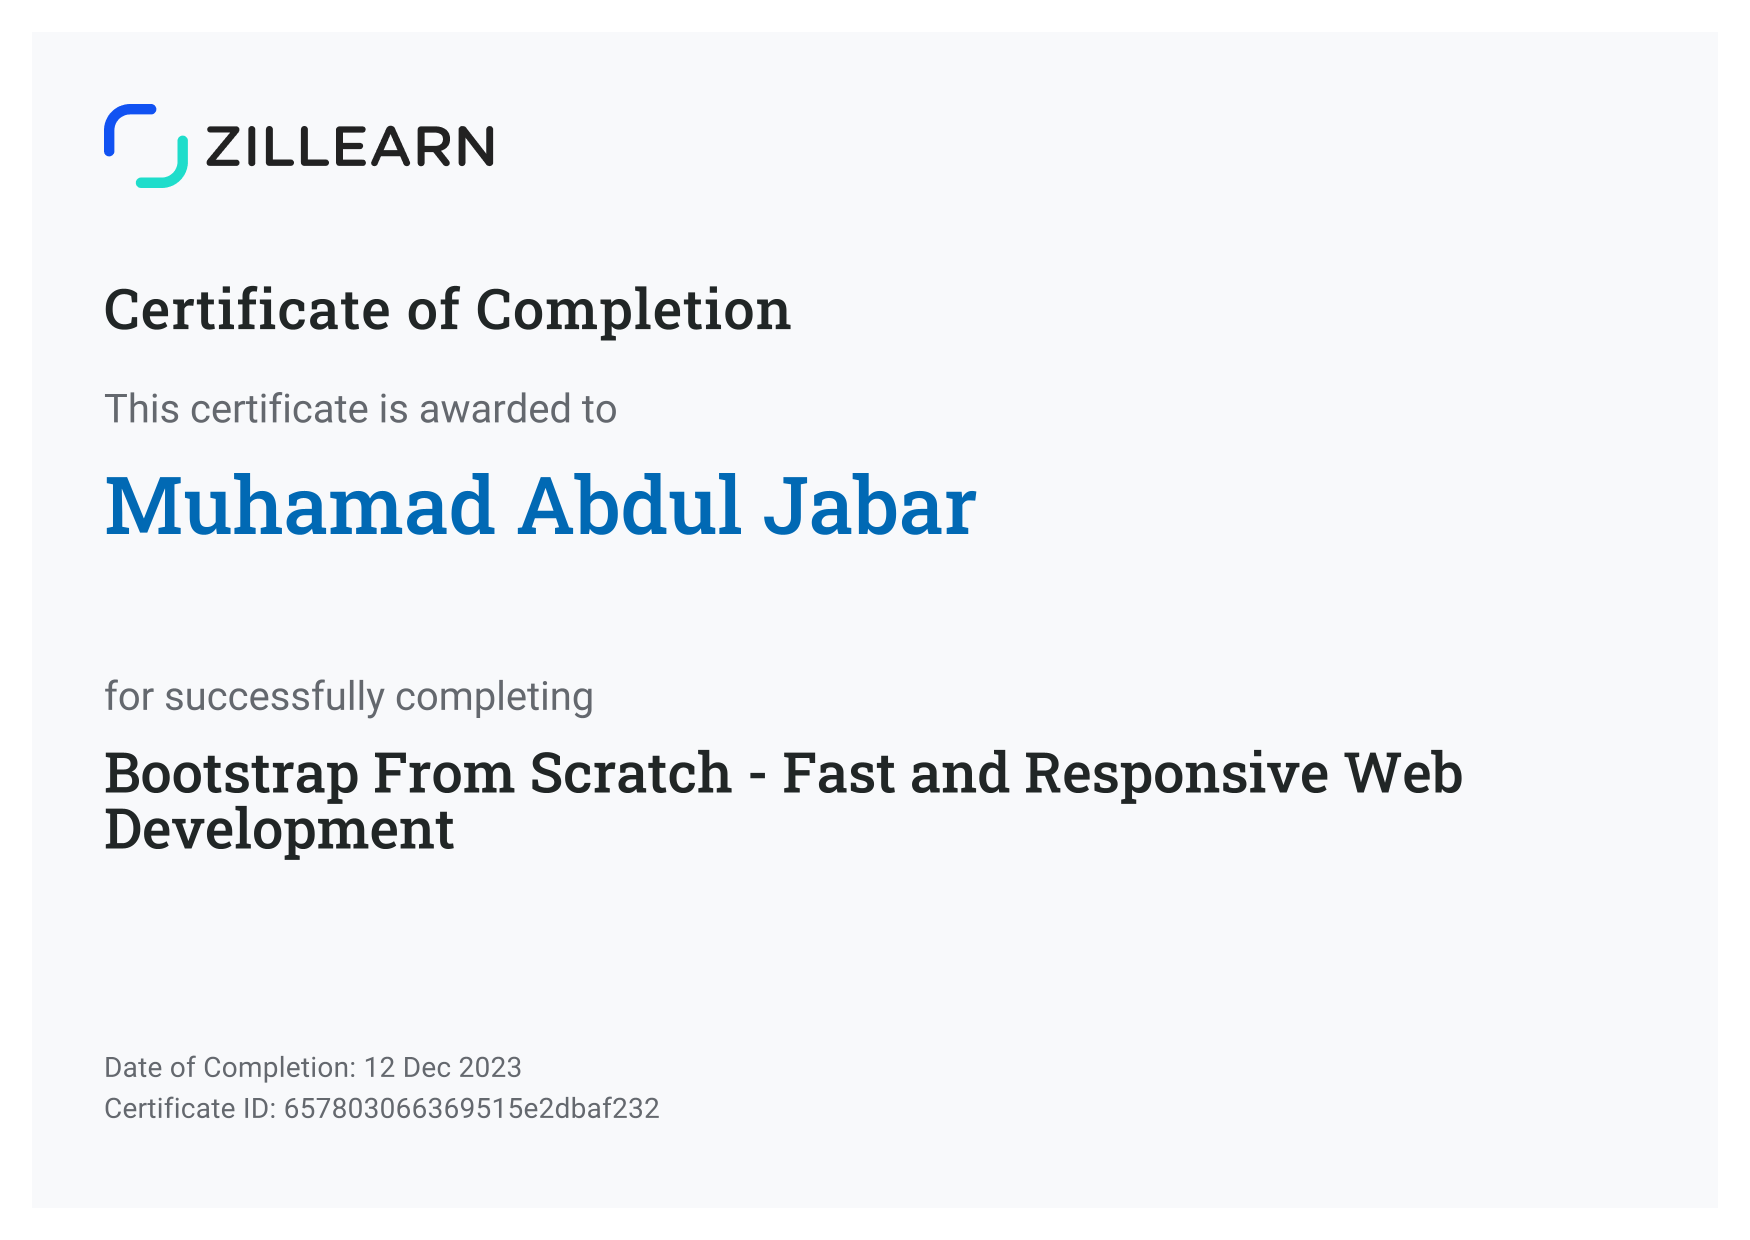 ZILLEARN
Certificate of Completion
This certificate is awarded to
Muhamad Abdul Jabar
for successfully completing
Bootstrap From Scratch - Fast and Responsive Web
Development
Date of Completion: 12 Dec 2023
Certificate ID: 657803066369515e2dbaf232